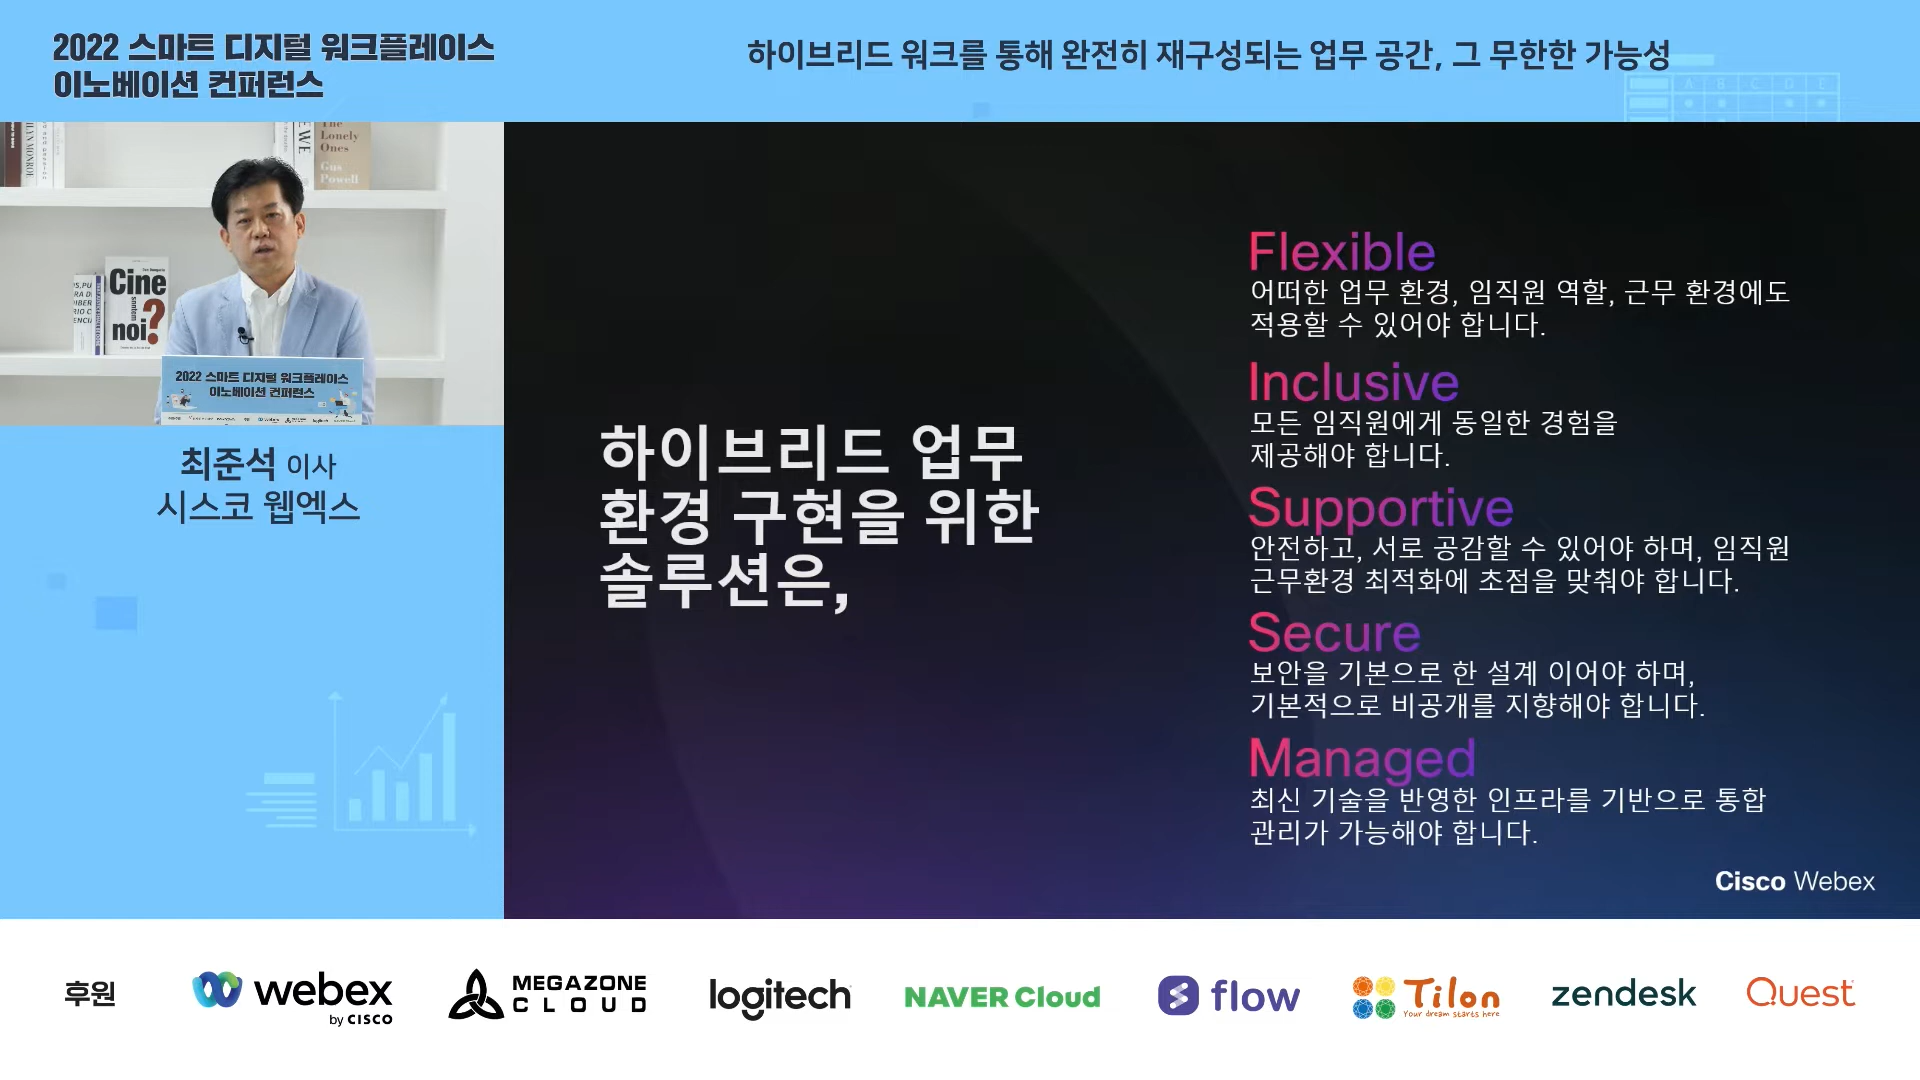 2022 스마트 디지털 워크플레이스
이노베이션 컨퍼런스
하이브리드 워크를 통해 완전히 재구성되는 업무 공간, 그 무한한 가능성
A B C D E
The
Lonely
Ones
Gus
Powell
Cine
noi?
2022 스마트 디지털 워크플레이스
이노베이션 컨퍼런스
최준석 이사
시스코 웹엑스
하이브리드 업무
환경 구현을 위한
솔루션은,
Flexible
어떠한 업무 환경, 임직원 역할, 근무 환경에도
적용할 수 있어야 합니다.
Inclusive
모든 임직원에게 동일한 경험을
제공해야 합니다.
Supportive
안전하고, 서로 공감할 수 있어야 하며, 임직원
근무환경 최적화에 초점을 맞춰야 합니다.
Secure
보안을 기본으로 한 설계 이어야 하며,
기본적으로 비공개를 지향해야 합니다.
Managed
최신 기술을 반영한 인프라를 기반으로 통합
관리가 가능해야 합니다.
Cisco Webex
후원
webex
by CISCO
MEGAZONE
CLOUD
logitech
NAVER Cloud
flow
Tilon
Your dream starts here
zendesk
Quest